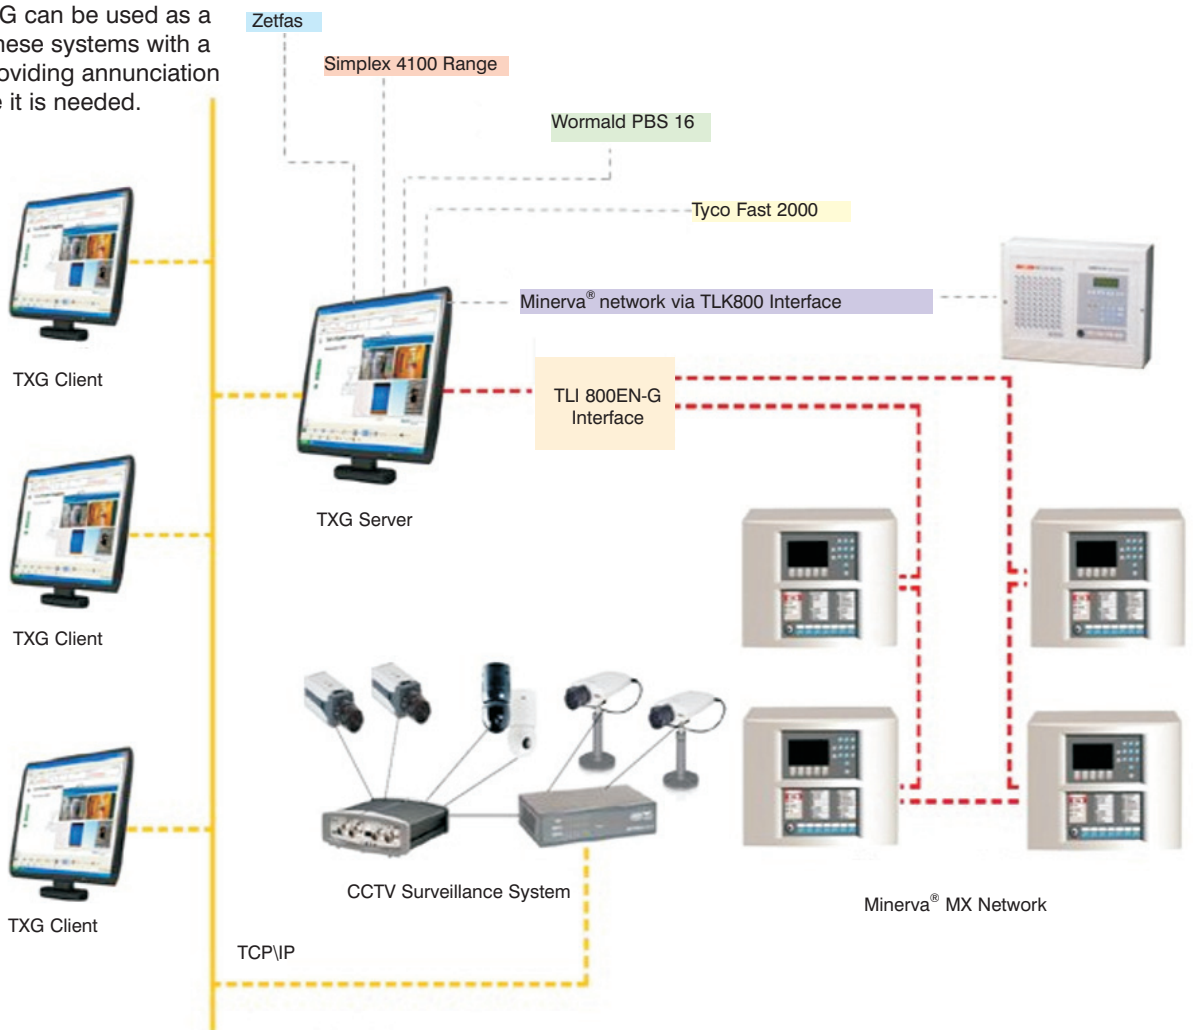 G can be used as a
hese systems with a
oviding annunciation
e it is needed.
Zetfas
Simplex 4100 Range
Wormald PBS 16
Tyco Fast 2000
Minerva® network via TLK800 Interface
TLI 800EN-G
Interface
TXG Client
TXG Server
TXG Client
CCTV Surveillance System
Minerva® MX Network
TXG Client
TCP\IP